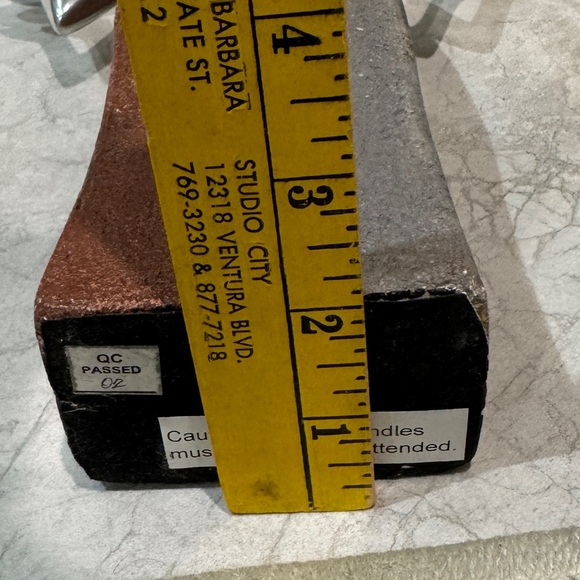 .2
ATE ST.
BARBARA
STUDIO CITY
12318 VENTURA BLVD.
769-3230 & 877-7218
4
3
2
1
QC
PASSED
02
Cau ndles
mus ttended.